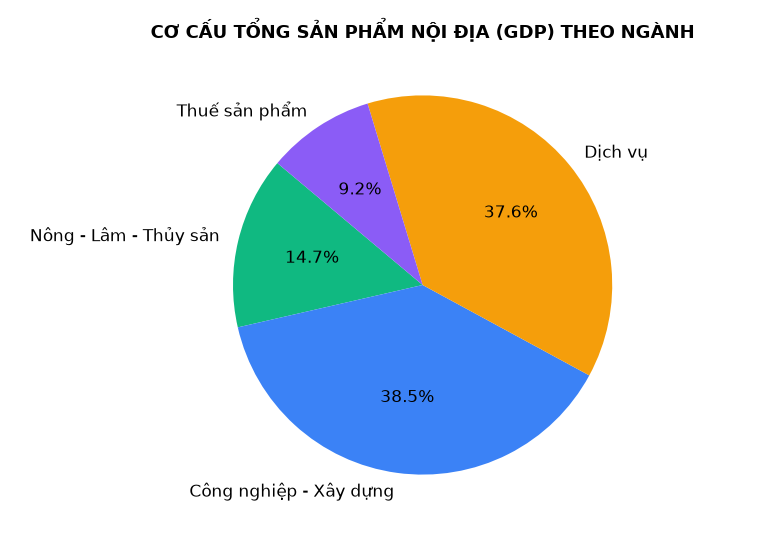 CƠ CẤU TỔNG SẢN PHẨM NỘI ĐỊA (GDP) THEO NGÀNH
Thuế sản phẩm
Dịch vụ
9.2%
37.6%
Nông - Lâm - Thủy sản
14.7%
38.5%
Công nghiệp - Xây dựng